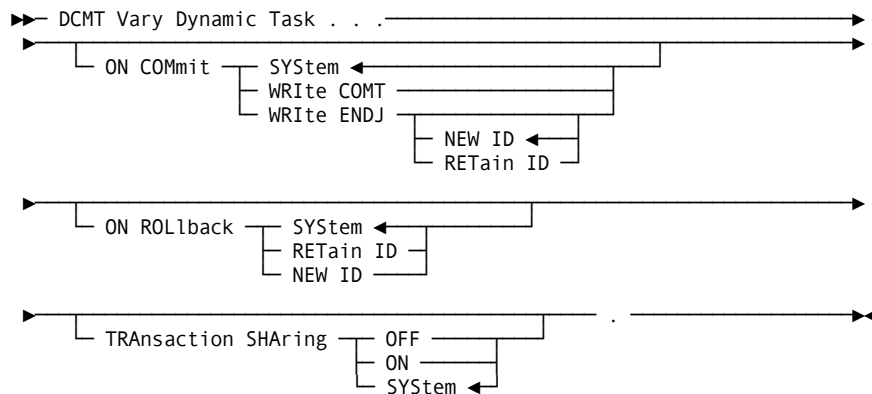 DCMT Vary Dynamic Task . . .
ON COMmit SYStem
WRIte COMT
WRIte ENDJ
NEW ID
RETain ID
ON ROLlback SYStem
RETain ID
NEW ID
TRAnsaction SHAring OFF .
ON
SYStem